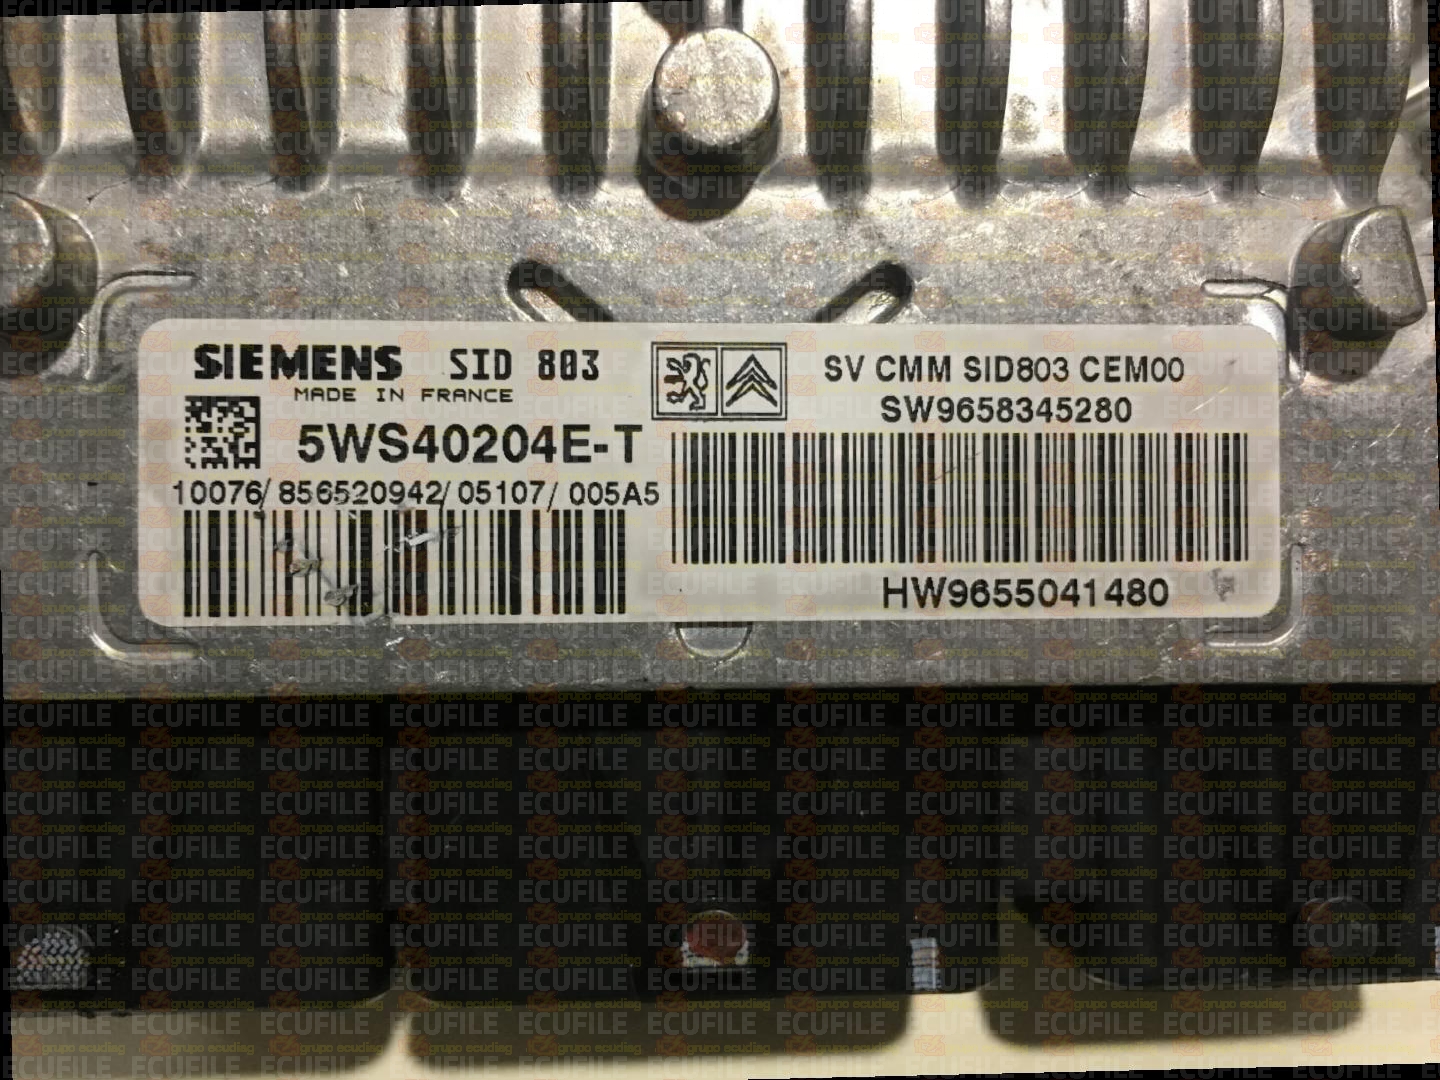 SIEMENS SID 803
MADE IN FRANCE
5WS40204E-T
10076/ 856520942/ 05107/ 005A5
SV CMM SID803 CEM00
SW9658345280
HW9655041480
ECUFILE
grupo ecudiag